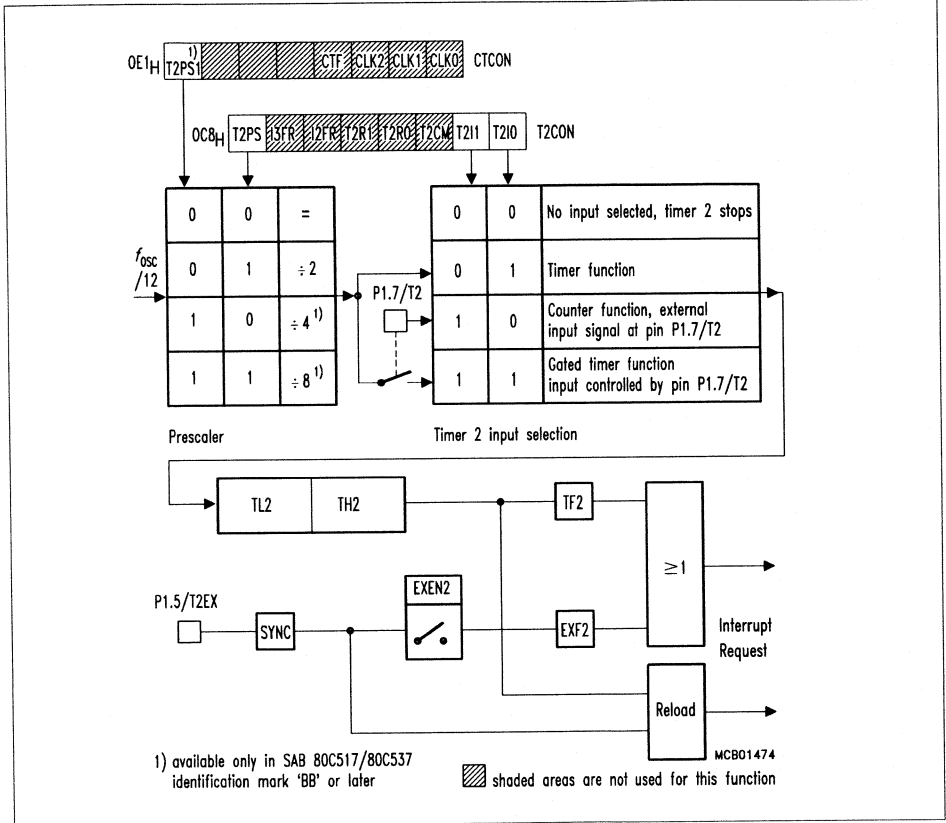 0E1H T2PS1 1) CTF CLK2 CLK1 CLK0 CTCON
0C8H T2PS I3FR I2FR T2R1 T2R0 T2CM T2I1 T2I0 T2CON
fosc
/12
0 0 =
0 1 ÷2
1 0 ÷4 1)
1 1 ÷8 1)
P1.7/T2
0 0 No input selected, timer 2 stops
0 1 Timer function
1 0 Counter function, external
input signal at pin P1.7/T2
1 1 Gated timer function
input controlled by pin P1.7/T2
Prescaler
Timer 2 input selection
TL2 TH2 TF2
≥1
P1.5/T2EX
SYNC
EXEN2
EXF2
Interrupt
Request
Reload
MCB01474
1) available only in SAB 80C517/80C537
identification mark 'BB' or later
shaded areas are not used for this function